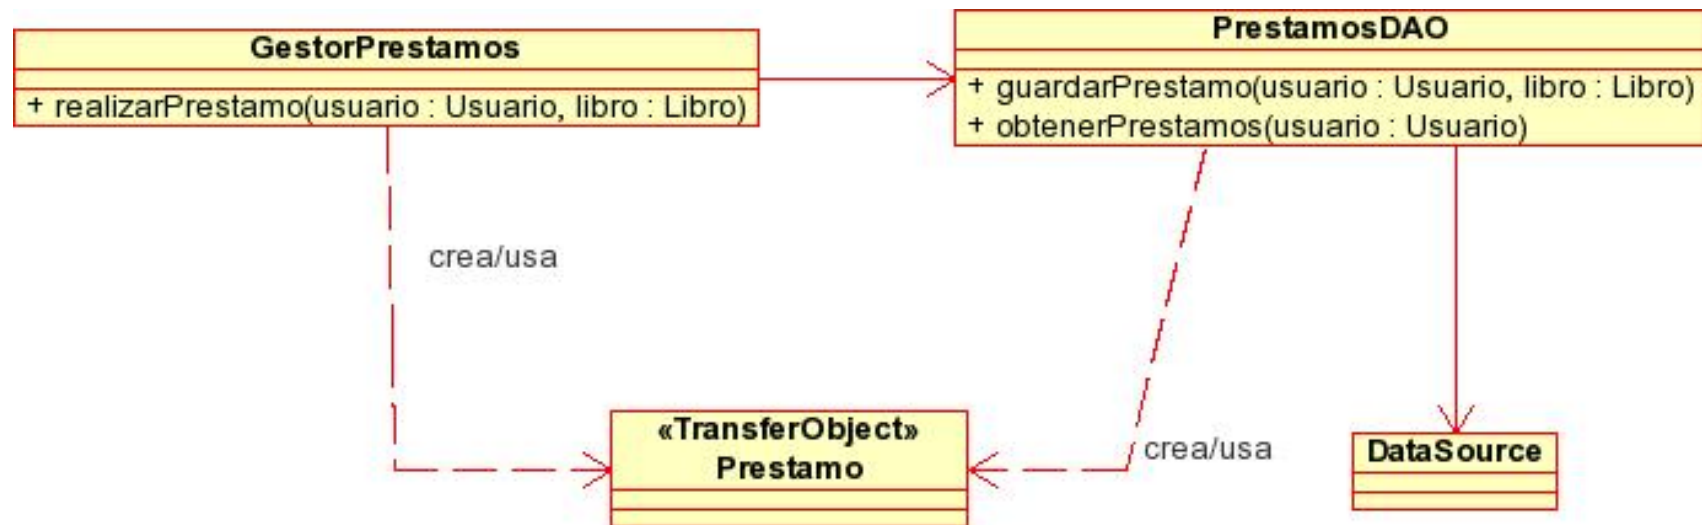 GestorPrestamos
+ realizarPrestamo(usuario : Usuario, libro : Libro)
PrestamosDAO
+ guardarPrestamo(usuario : Usuario, libro : Libro)
+ obtenerPrestamos(usuario : Usuario)
crea/usa
crea/usa
«TransferObject»
Prestamo
DataSource